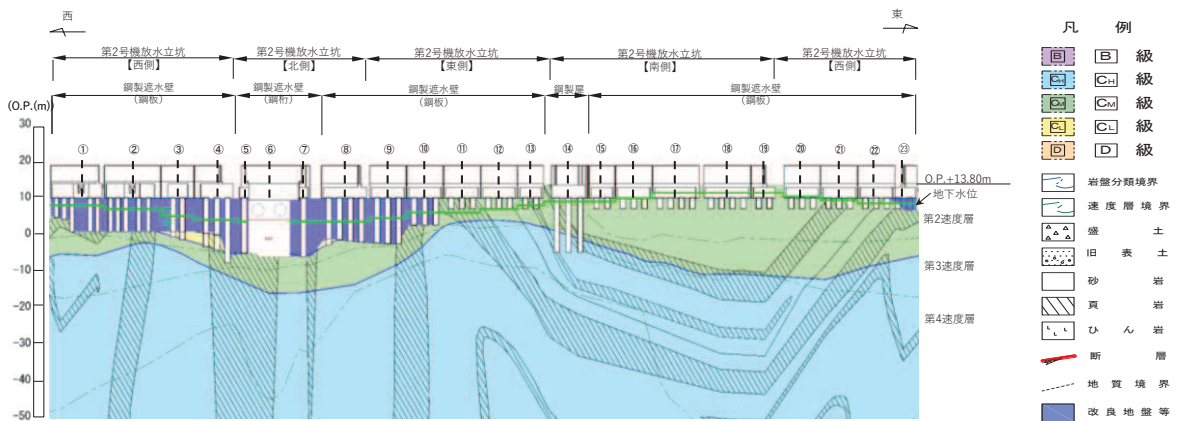 西
東
第2号機放水立坑
【西側】
第2号機放水立坑
【北側】
第2号機放水立坑
【東側】
第2号機放水立坑
【南側】
第2号機放水立坑
【西側】
鋼製遮水壁
(鋼板)
鋼製遮水壁
(鋼桁)
鋼製遮水壁
(鋼板)
鋼製扉
鋼製遮水壁
(鋼板)
(O.P.(m))
30
20
10
0
-10
-20
-30
-40
-50
① ② ③ ④ ⑤ ⑥ ⑦ ⑧ ⑨ ⑩ ⑪ ⑫ ⑬ ⑭ ⑮ ⑯ ⑰ ⑱ ⑲ ⑳ ㉑ ㉒ ㉓
O.P.+13.80m
地下水位
第2速度層
第3速度層
第4速度層
凡 例
B B 級
CH CH 級
CM CM 級
CL CL 級
D D 級
岩盤分類境界
速度層境界
盛 土
旧 表 土
砂 岩
頁 岩
ひ ん 岩
断 層
地 質 境 界
改 良 地 盤 等